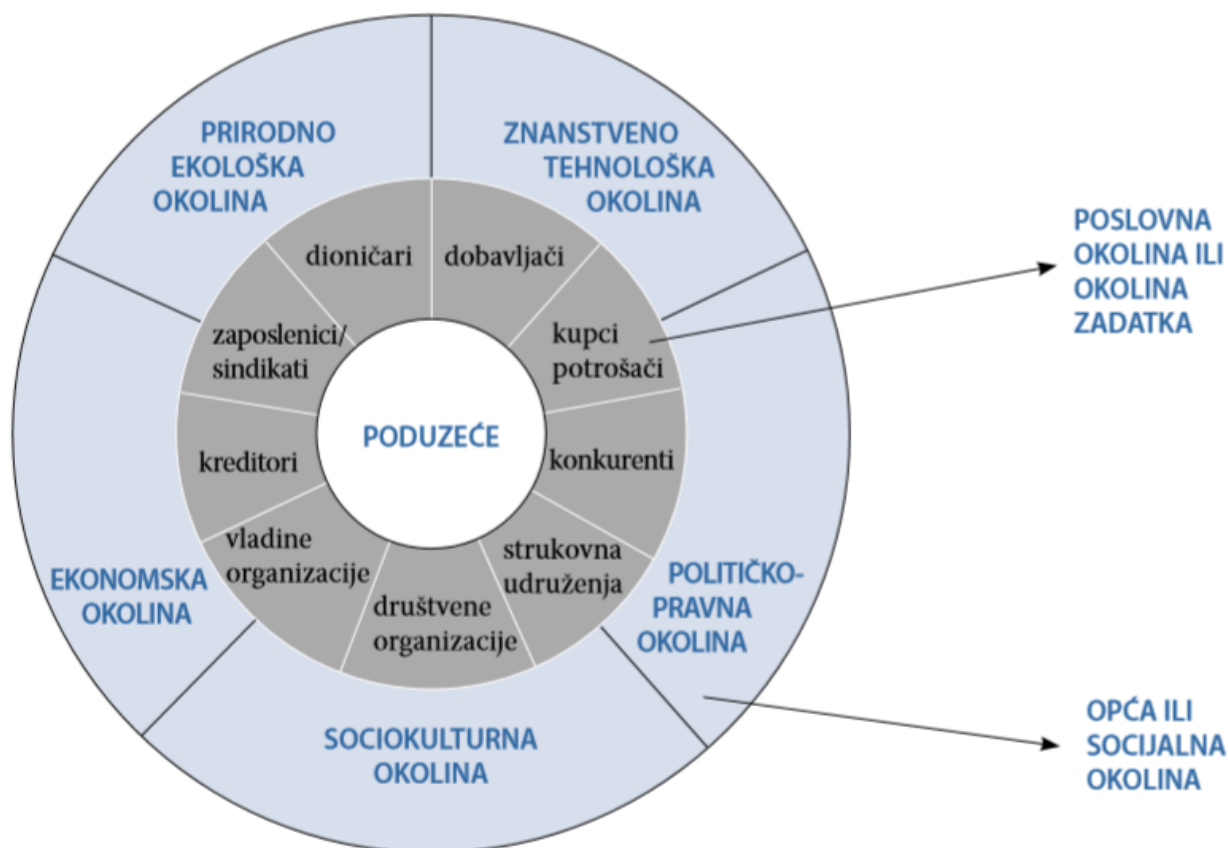 PRIRODNO
EKOLOŠKA
OKOLINA
ZNANSTVENO
TEHNOLOŠKA
OKOLINA
dioničari
dobavljači
zaposlenici/
sindikati
kupci
potrošači
PODUZEĆE
kreditori
konkurenti
vladine
organizacije
strukovna
udruženja
društvene
organizacije
EKONOMSKA
OKOLINA
POLITIČKO-
PRAVNA
OKOLINA
SOCIOKULTURNA
OKOLINA
POSLOVNA
OKOLINA ILI
OKOLINA
ZADATKA
OPĆA ILI
SOCIJALNA
OKOLINA